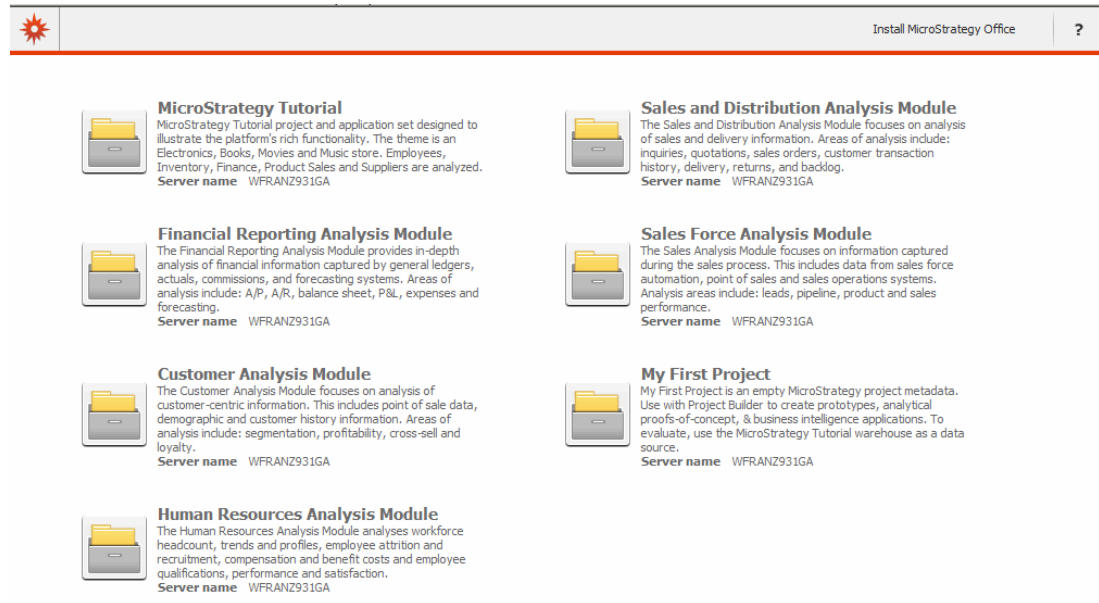 Install MicroStrategy Office
?
MicroStrategy Tutorial
MicroStrategy Tutorial project and application set designed to
illustrate the platform's rich functionality. The theme is an
Electronics, Books, Movies and Music store. Employees,
Inventory, Finance, Product Sales and Suppliers are analyzed.
Server name WFRANZ931GA
Sales and Distribution Analysis Module
The Sales and Distribution Analysis Module focuses on analysis
of sales and delivery information. Areas of analysis include:
inquiries, quotations, sales orders, customer transaction
history, delivery, returns, and backlog.
Server name WFRANZ931GA
Financial Reporting Analysis Module
The Financial Reporting Analysis Module provides in-depth
analysis of financial information captured by general ledgers,
actuals, commissions, and forecasting systems. Areas of
analysis include: A/P, A/R, balance sheet, P&L, expenses and
forecasting.
Server name WFRANZ931GA
Sales Force Analysis Module
The Sales Analysis Module focuses on information captured
during the sales process. This includes data from sales force
automation, point of sales and sales operations systems.
Analysis areas include: leads, pipeline, product and sales
performance.
Server name WFRANZ931GA
Customer Analysis Module
The Customer Analysis Module focuses on analysis of
customer-centric information. This includes point of sale data,
demographic and customer history information. Areas of
analysis include: segmentation, profitability, cross-sell and
loyalty.
Server name WFRANZ931GA
My First Project
My First Project is an empty MicroStrategy project metadata.
Use with Project Builder to create prototypes, analytical
proofs-of-concept, & business intelligence applications. To
evaluate, use the MicroStrategy Tutorial warehouse as a data
source.
Server name WFRANZ931GA
Human Resources Analysis Module
The Human Resources Analysis Module analyses workforce
headcount, trends and profiles, employee attrition and
recruitment, compensation and benefit costs and employee
qualifications, performance and satisfaction.
Server name WFRANZ931GA